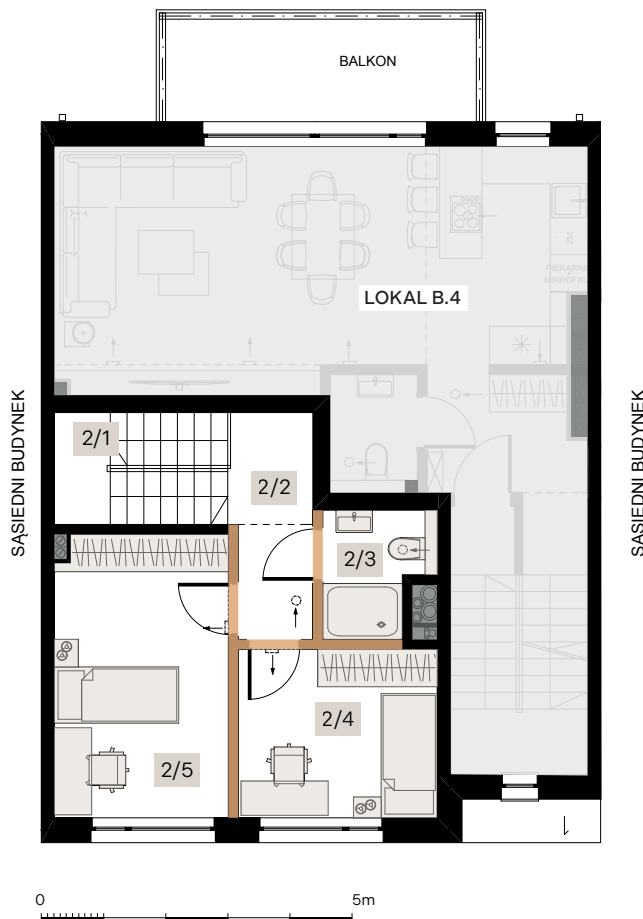 BALKON
ZM
PIEKARNIK
MIKROFALA
LOKAL B.4
SĄSIEDNI BUDYNEK
SĄSIEDNI BUDYNEK
2/1
2/2
2/3
2/4
2/5
0
5m